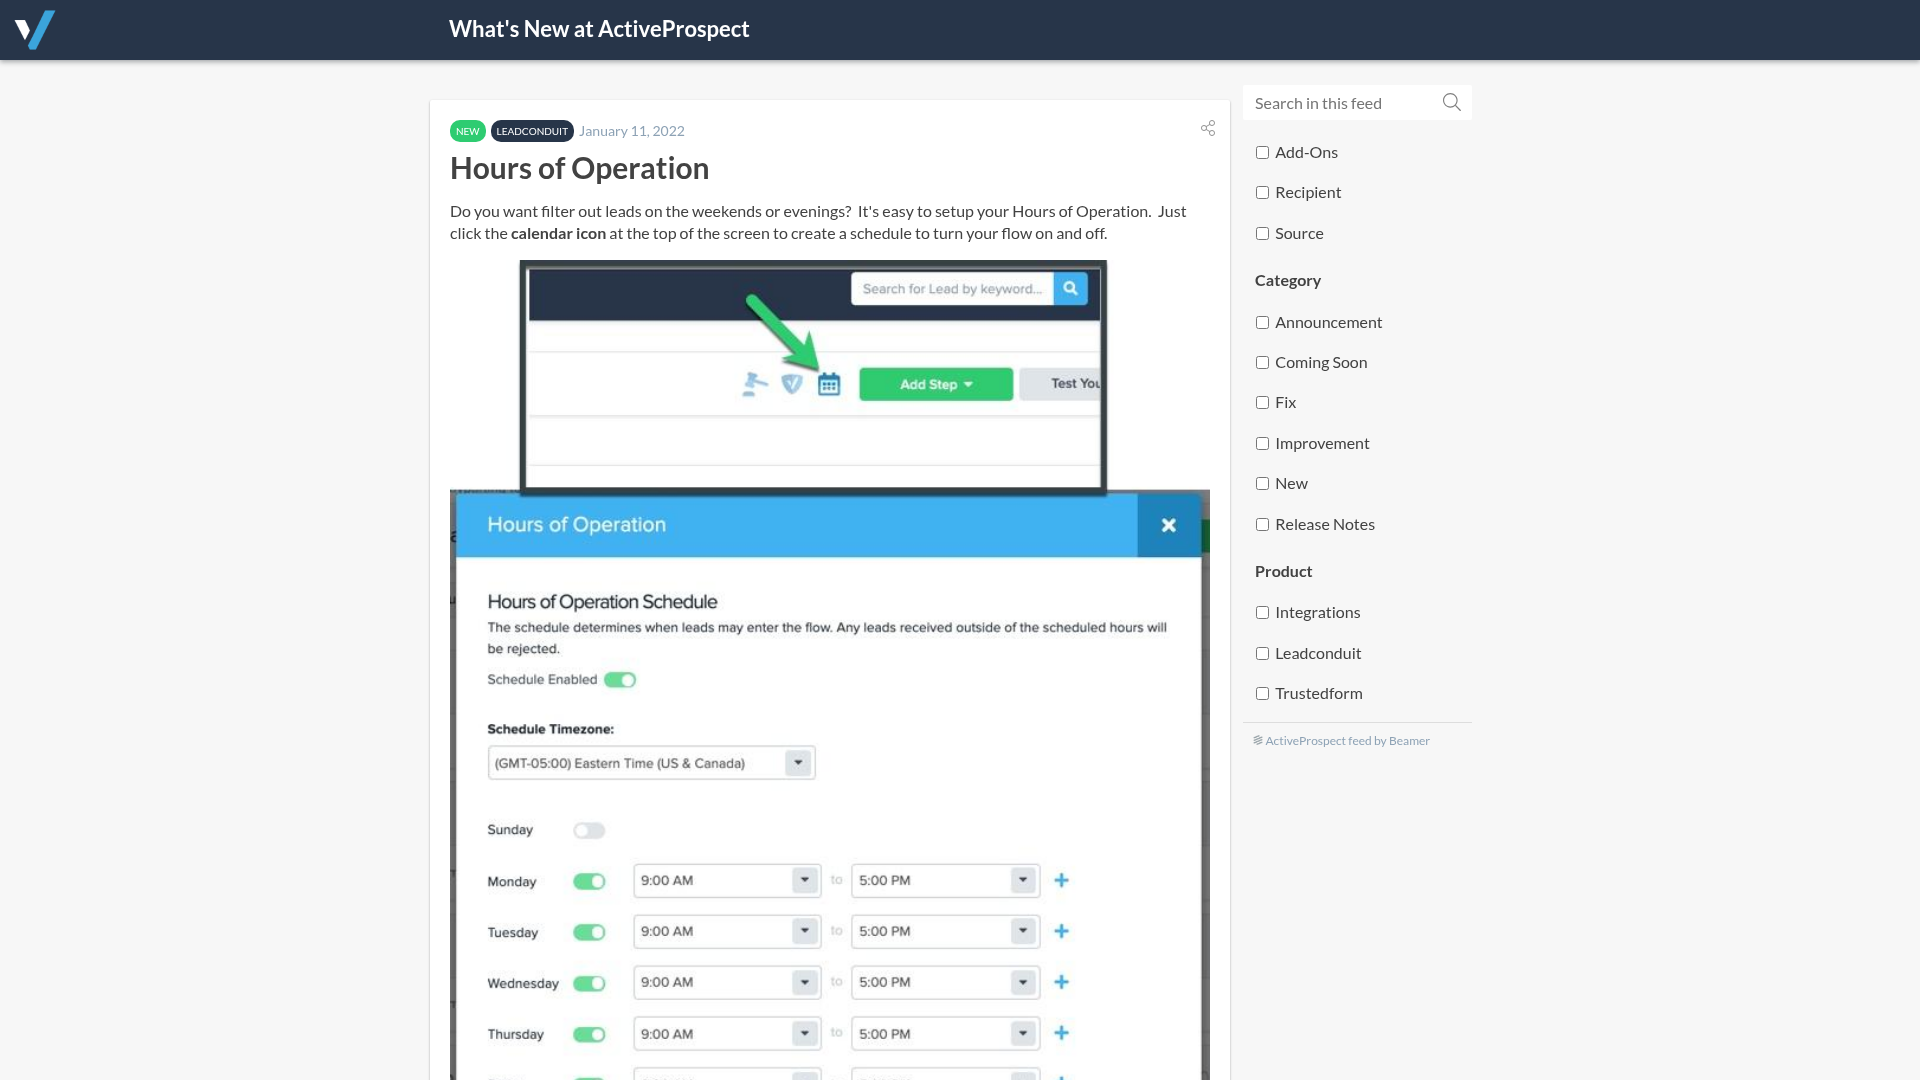 What's New at ActiveProspect
NEW LEADCONDUIT January 11, 2022
Hours of Operation
Do you want filter out leads on the weekends or evenings?  It's easy to setup your Hours of Operation.  Just
click the calendar icon at the top of the screen to create a schedule to turn your flow on and off.
Search for Lead by keyword...
Add Step
Test You
Hours of Operation
Hours of Operation Schedule
The schedule determines when leads may enter the flow. Any leads received outside of the scheduled hours will
be rejected.
Schedule Enabled
Schedule Timezone:
(GMT-05:00) Eastern Time (US & Canada)
Sunday
Monday 9:00 AM to 5:00 PM
Tuesday 9:00 AM to 5:00 PM
Wednesday 9:00 AM to 5:00 PM
Thursday 9:00 AM to 5:00 PM
Search in this feed
Add-Ons
Recipient
Source
Category
Announcement
Coming Soon
Fix
Improvement
New
Release Notes
Product
Integrations
Leadconduit
Trustedform
ActiveProspect feed by Beamer